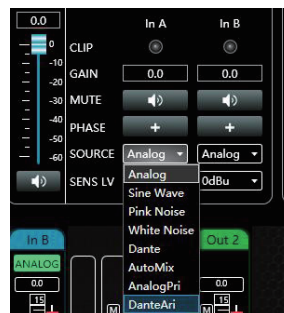 0.0 In A In B
0 CLIP
-10 GAIN 0.0 0.0
-20
-30 MUTE
-40 PHASE + +
-50
-60 SOURCE Analog Analog
SENS LV Analog 0dBu
Sine Wave
Pink Noise
White Noise
In B Dante Out 2
ANALOG AutoMix
0.0 AnalogPri 0.0
15 M DanteAri M 15